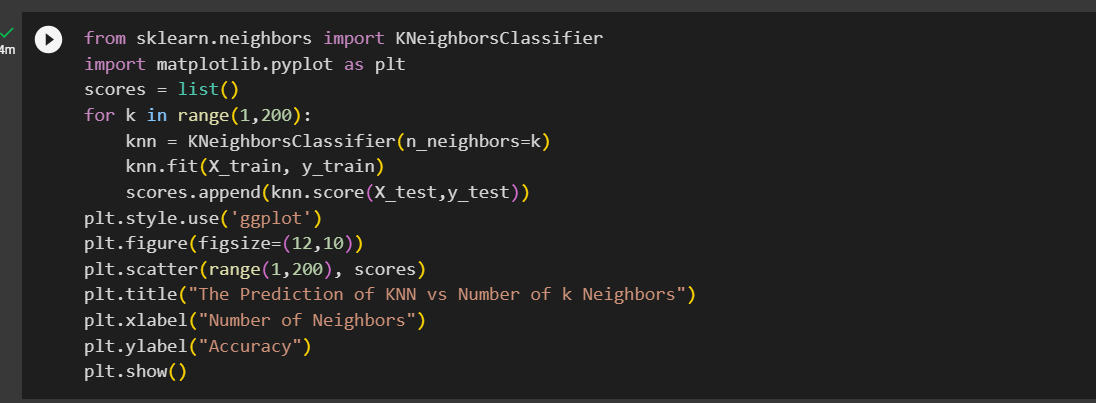 from sklearn.neighbors import KNeighborsClassifier
import matplotlib.pyplot as plt
scores = list()
for k in range(1,200):
    knn = KNeighborsClassifier(n_neighbors=k)
    knn.fit(X_train, y_train)
    scores.append(knn.score(X_test,y_test))
plt.style.use('ggplot')
plt.figure(figsize=(12,10))
plt.scatter(range(1,200), scores)
plt.title("The Prediction of KNN vs Number of k Neighbors")
plt.xlabel("Number of Neighbors")
plt.ylabel("Accuracy")
plt.show()
4m